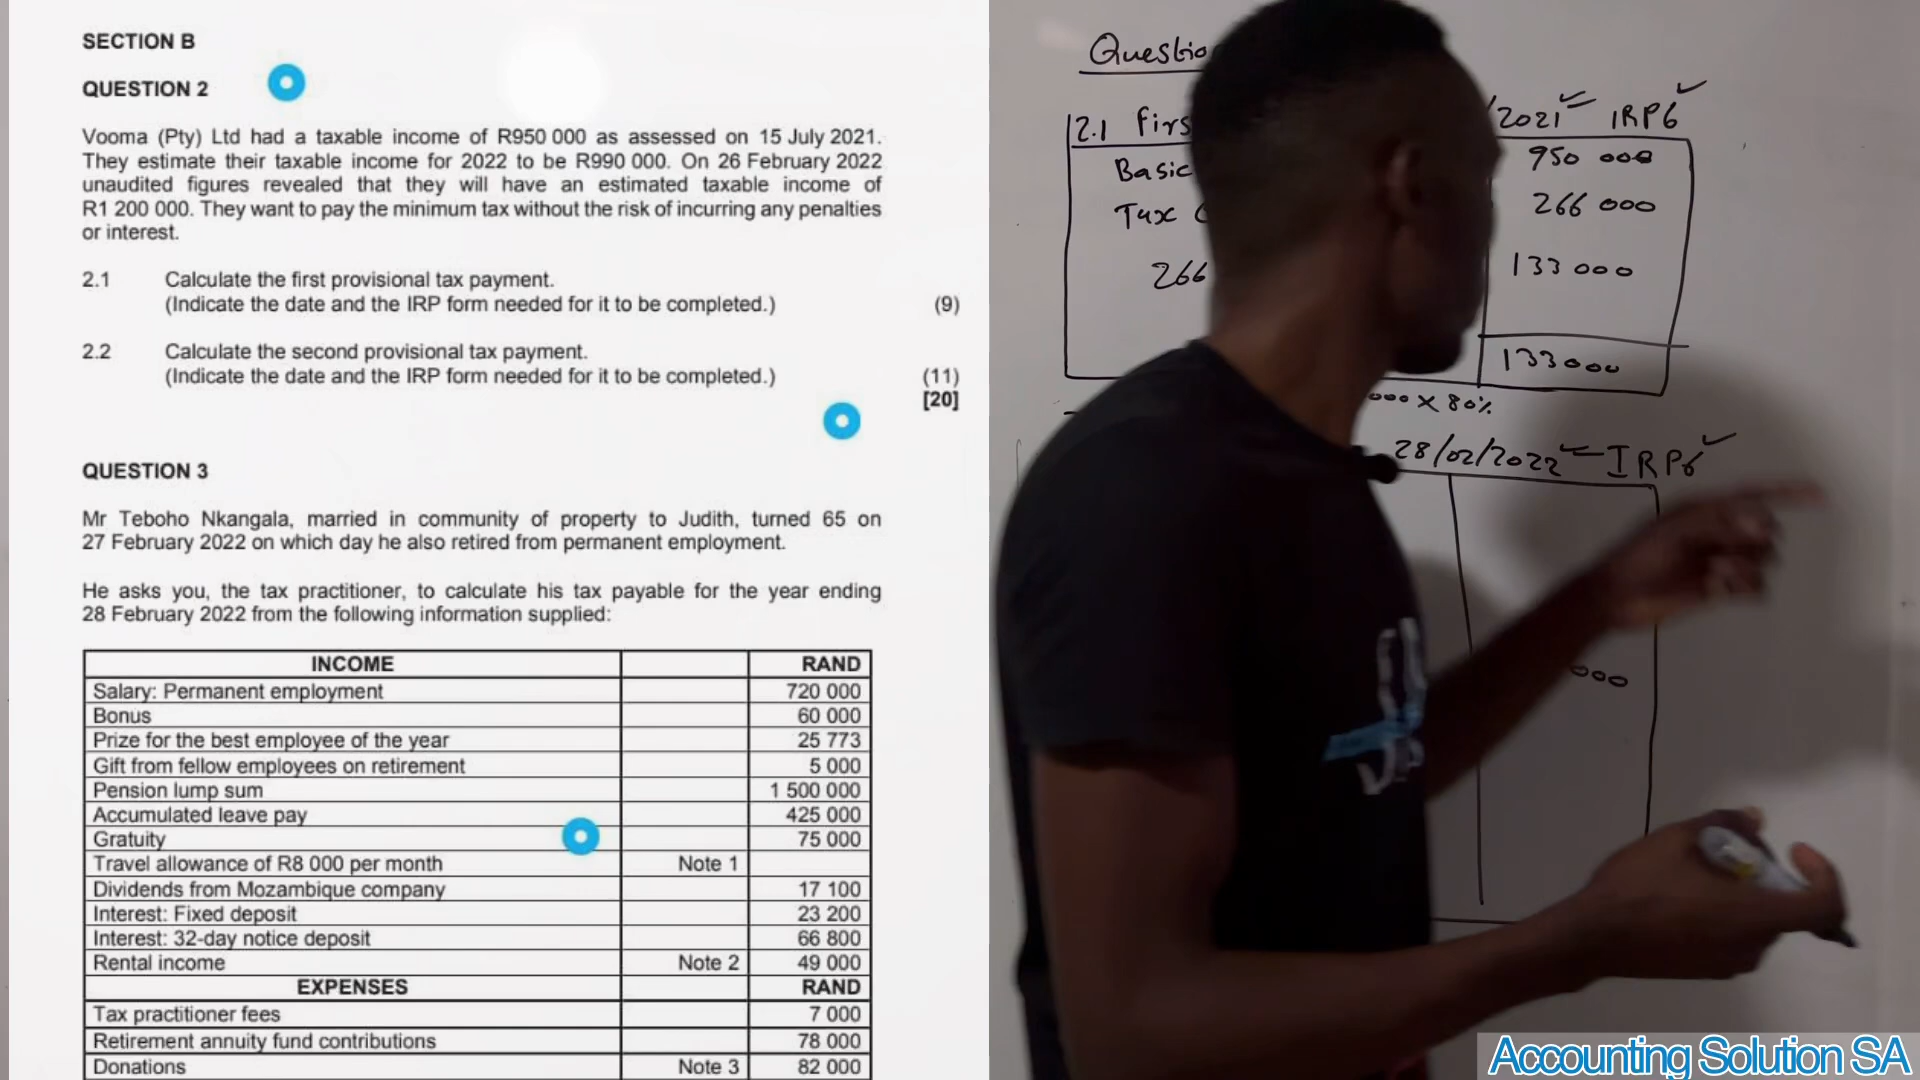 SECTION B
QUESTION 2
Vooma (Pty) Ltd had a taxable income of R950 000 as assessed on 15 July 2021.
They estimate their taxable income for 2022 to be R990 000. On 26 February 2022
unaudited figures revealed that they will have an estimated taxable income of
R1 200 000. They want to pay the minimum tax without the risk of incurring any penalties
or interest.
2.1 Calculate the first provisional tax payment.
(Indicate the date and the IRP form needed for it to be completed.) (9)
2.2 Calculate the second provisional tax payment.
(Indicate the date and the IRP form needed for it to be completed.) (11)
[20]
QUESTION 3
Mr Teboho Nkangala, married in community of property to Judith, turned 65 on
27 February 2022 on which day he also retired from permanent employment.
He asks you, the tax practitioner, to calculate his tax payable for the year ending
28 February 2022 from the following information supplied:
INCOME RAND
Salary: Permanent employment 720 000
Bonus 60 000
Prize for the best employee of the year 25 773
Gift from fellow employees on retirement 5 000
Pension lump sum 1 500 000
Accumulated leave pay 425 000
Gratuity 75 000
Travel allowance of R8 000 per month Note 1
Dividends from Mozambique company 17 100
Interest: Fixed deposit 23 200
Interest: 32-day notice deposit 66 800
Rental income Note 2 49 000
EXPENSES RAND
Tax practitioner fees 7 000
Retirement annuity fund contributions 78 000
Donations Note 3 82 000
2.1 /2021 IRP6
Basic 950 000
Tax 266 000
266 133 000
133000
000 X 80%
28/02/2022 IRP6
000
Accounting Solution SA